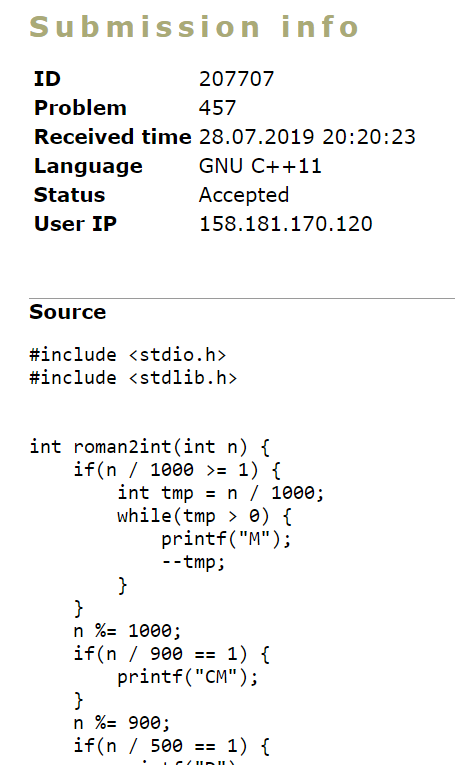 Submission info
ID 207707
Problem 457
Received time 28.07.2019 20:20:23
Language GNU C++11
Status Accepted
User IP 158.181.170.120
Source
#include <stdio.h>
#include <stdlib.h>
int roman2int(int n) {
    if(n / 1000 >= 1) {
        int tmp = n / 1000;
        while(tmp > 0) {
            printf("M");
            --tmp;
        }
    }
    n %= 1000;
    if(n / 900 == 1) {
        printf("CM");
    }
    n %= 900;
    if(n / 500 == 1) {